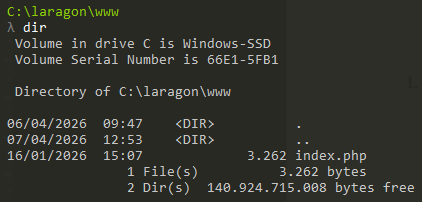 C:\laragon\www
λ dir
Volume in drive C is Windows-SSD
Volume Serial Number is 66E1-5FB1
Directory of C:\laragon\www
06/04/2026  09:47    <DIR>          .
07/04/2026  12:53    <DIR>          ..
16/01/2026  15:07             3.262 index.php
1 File(s)          3.262 bytes
2 Dir(s)  140.924.715.008 bytes free